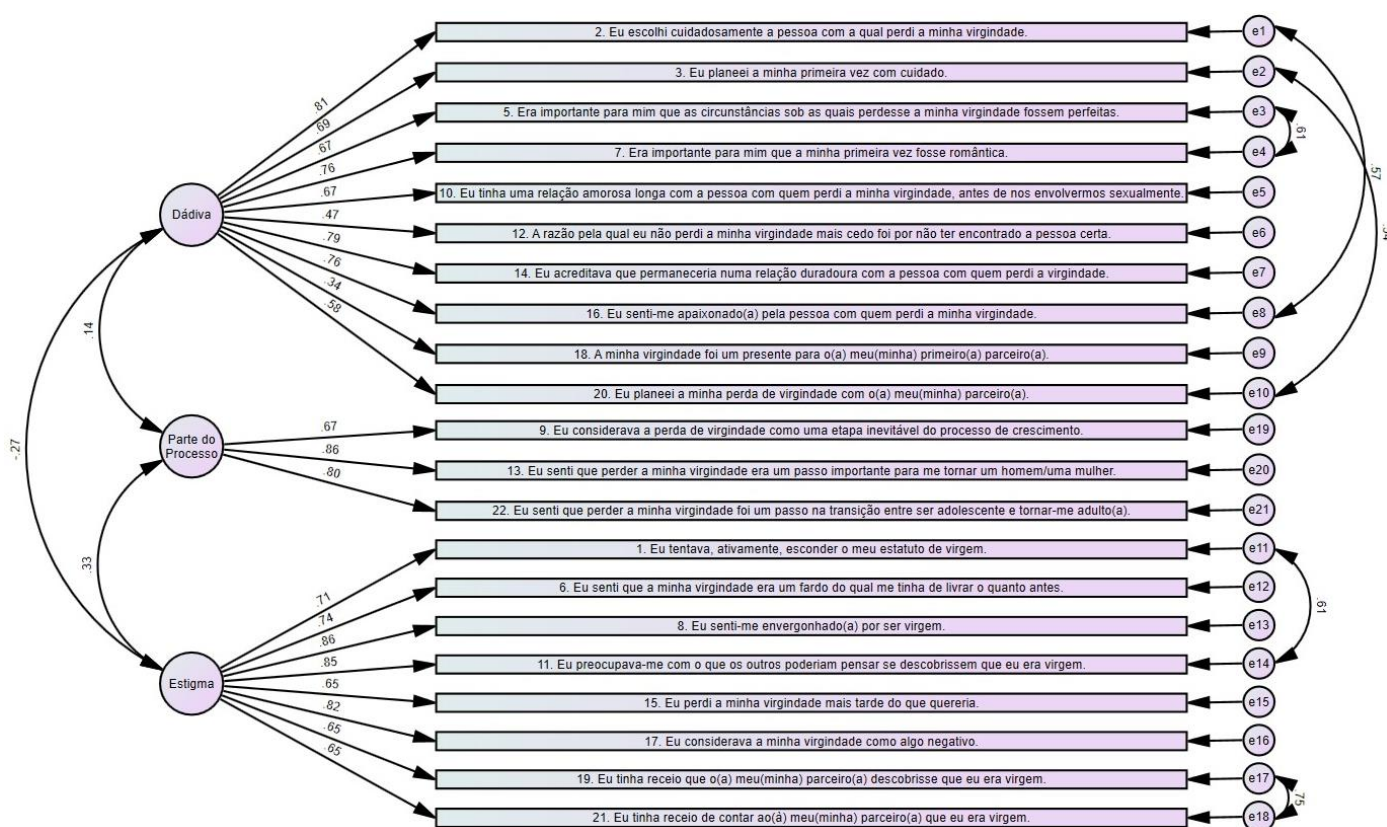 2. Eu escolhi cuidadosamente a pessoa com a qual perdi a minha virgindade.
e1
3. Eu planeei a minha primeira vez com cuidado.
e2
5. Era importante para mim que as circunstâncias sob as quais perdesse a minha virgindade fossem perfeitas.
e3
7. Era importante para mim que a minha primeira vez fosse romântica.
e4
.61
10. Eu tinha uma relação amorosa longa com a pessoa com quem perdi a minha virgindade, antes de nos envolvermos sexualmente.
e5
12. A razão pela qual eu não perdi a minha virgindade mais cedo foi por não ter encontrado a pessoa certa.
e6
14. Eu acreditava que permaneceria numa relação duradoura com a pessoa com quem perdi a virgindade.
e7
16. Eu senti-me apaixonado(a) pela pessoa com quem perdi a minha virgindade.
e8
18. A minha virgindade foi um presente para o(a) meu(minha) primeiro(a) parceiro(a).
e9
20. Eu planeei a minha perda de virgindade com o(a) meu(minha) parceiro(a).
e10
.57
Dádiva
.81
.69
.67
.76
.67
.47
.79
.76
.34
.58
.14
-.27
.33
Parte do
Processo
.67
.86
.80
9. Eu considerava a perda de virgindade como uma etapa inevitável do processo de crescimento.
e19
13. Eu senti que perder a minha virgindade era um passo importante para me tornar um homem/uma mulher.
e20
22. Eu senti que perder a minha virgindade foi um passo na transição entre ser adolescente e tornar-me adulto(a).
e21
Estigma
.71
.74
.86
.85
.65
.82
.65
.65
1. Eu tentava, ativamente, esconder o meu estatuto de virgem.
e11
6. Eu senti que a minha virgindade era um fardo do qual me tinha de livrar o quanto antes.
e12
8. Eu senti-me envergonhado(a) por ser virgem.
e13
11. Eu preocupava-me com o que os outros poderiam pensar se descobrissem que eu era virgem.
e14
.61
15. Eu perdi a minha virgindade mais tarde do que quereria.
e15
17. Eu considerava a minha virgindade como algo negativo.
e16
19. Eu tinha receio que o(a) meu(minha) parceiro(a) descobrisse que eu era virgem.
e17
21. Eu tinha receio de contar ao(à) meu(minha) parceiro(a) que eu era virgem.
e18
.75